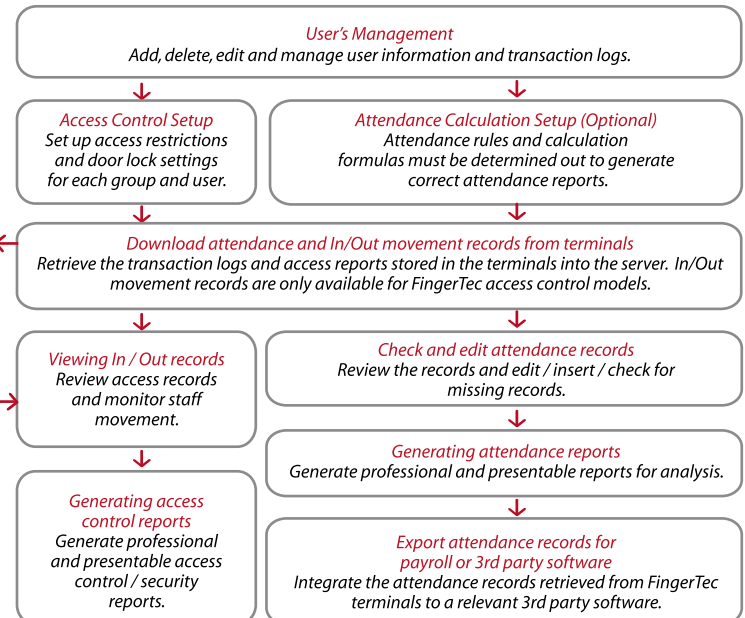 User's Management
Add, delete, edit and manage user information and transaction logs.
Access Control Setup
Set up access restrictions
and door lock settings
for each group and user.
Attendance Calculation Setup (Optional)
Attendance rules and calculation
formulas must be determined out to generate
correct attendance reports.
Download attendance and In/Out movement records from terminals
Retrieve the transaction logs and access reports stored in the terminals into the server. In/Out
movement records are only available for FingerTec access control models.
Viewing In / Out records
Review access records
and monitor staff
movement.
Check and edit attendance records
Review the records and edit / insert / check for
missing records.
Generating attendance reports
Generate professional and presentable reports for analysis.
Generating access
control reports
Generate professional
and presentable access
control / security
reports.
Export attendance records for
payroll or 3rd party software
Integrate the attendance records retrieved from FingerTec
terminals to a relevant 3rd party software.